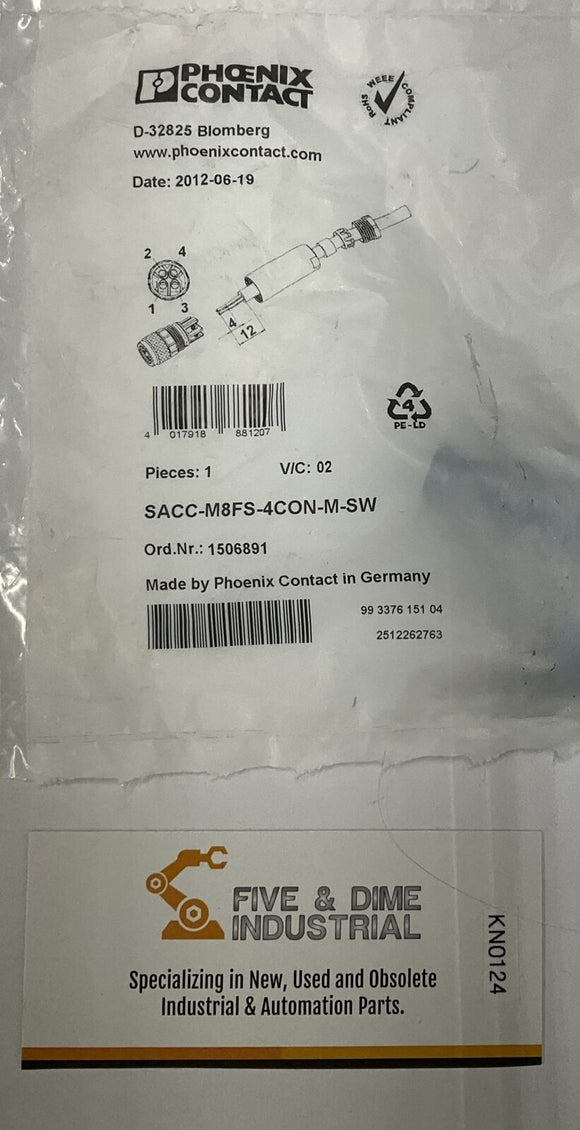 PHŒNIX
CONTACT
WEEE
RoHS COMPLIANT
D-32825 Blomberg
www.phoenixcontact.com
Date: 2012-06-19
2 4
1 3
4
12
4 017918 881207
4
PE-LD
Pieces: 1 V/C: 02
SACC-M8FS-4CON-M-SW
Ord.Nr.: 1506891
Made by Phoenix Contact in Germany
99 3376 151 04
2512262763
FIVE & DIME
INDUSTRIAL
KN0124
Specializing in New, Used and Obsolete
Industrial & Automation Parts.